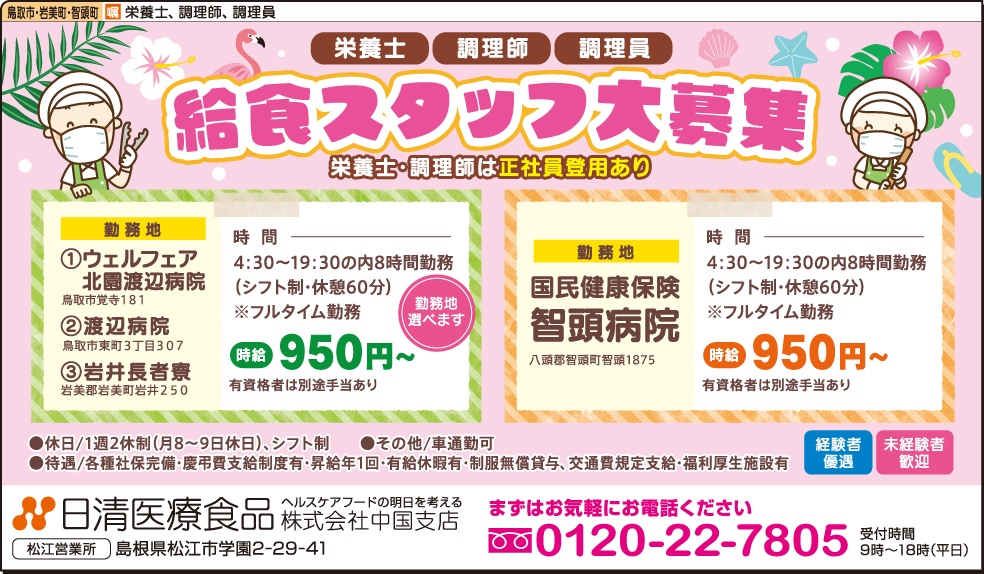 鳥取市・岩美町・智頭町 嘱 栄養士、調理師、調理員
栄養士 調理師 調理員
給食スタッフ大募集
栄養士・調理師は正社員登用あり
勤務地
①ウェルフェア
北園渡辺病院
鳥取市覚寺181
②渡辺病院
鳥取市東町3丁目307
③岩井長者寮
岩美郡岩美町岩井250
時間
4:30〜19:30の内8時間勤務
(シフト制・休憩60分)
※フルタイム勤務
勤務地
選べます
時給 950円〜
有資格者は別途手当あり
勤務地
国民健康保険
智頭病院
八頭郡智頭町智頭1875
時間
4:30〜19:30の内8時間勤務
(シフト制・休憩60分)
※フルタイム勤務
時給 950円〜
有資格者は別途手当あり
●休日/1週2休制(月8〜9日休日)、シフト制 ●その他/車通勤可
●待遇/各種社保完備・慶弔費支給制度有・昇給年1回・有給休暇有・制服無償貸与、交通費規定支給・福利厚生施設有
経験者
優遇
未経験者
歓迎
日清医療食品 ヘルスケアフードの明日を考える
株式会社中国支店
松江営業所 島根県松江市学園2-29-41
まずはお気軽にお電話ください
0120-22-7805
受付時間
9時〜18時(平日)